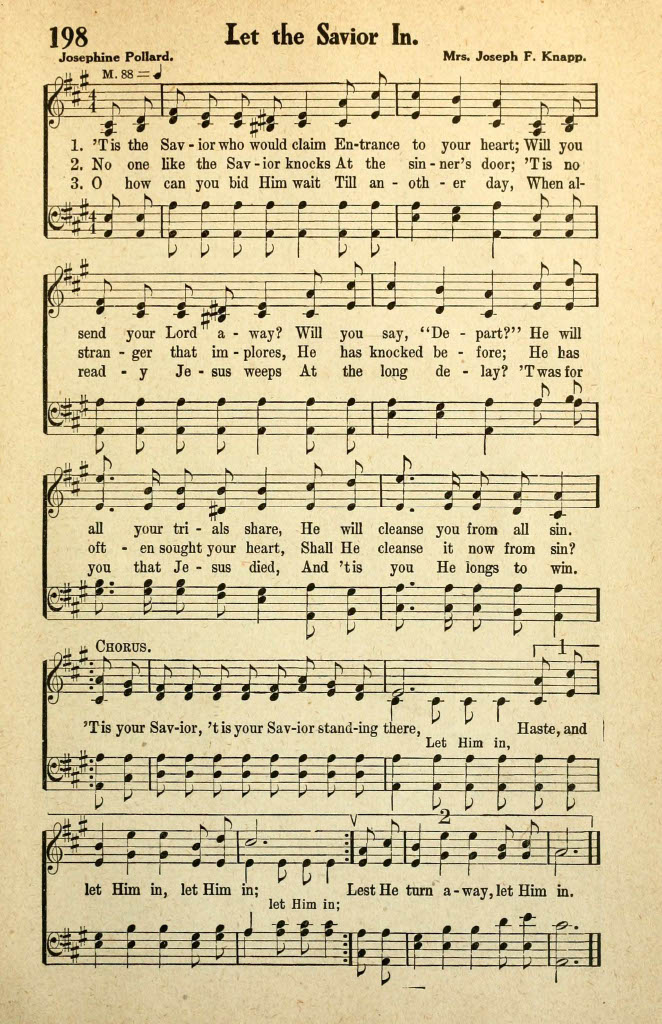 198 Let the Savior In.
Josephine Pollard. Mrs. Joseph F. Knapp.
M. 88 =
4
4
1. 'Tis the Sav - ior who would claim En-trance to your heart; Will you
2. No one like the Sav - ior knocks At the sin - ner's door; 'Tis no
3. O how can you bid Him wait Till an - oth - er day, When al-
4
4
send your Lord a - way? Will you say, "De - part?" He will
stran - ger that im - plores, He has knocked be - fore; He has
read - y Je - sus weeps At the long de - lay? 'Twas for
all your tri - als share, He will cleanse you from all sin.
oft - en sought your heart, Shall He cleanse it now from sin?
you that Je - sus died, And 'tis you He longs to win.
CHORUS.
1
'Tis your Sav-ior, 'tis your Sav-ior stand-ing there, Haste, and
Let Him in,
2
let Him in, let Him in; Lest He turn a-way, let Him in.
let Him in;